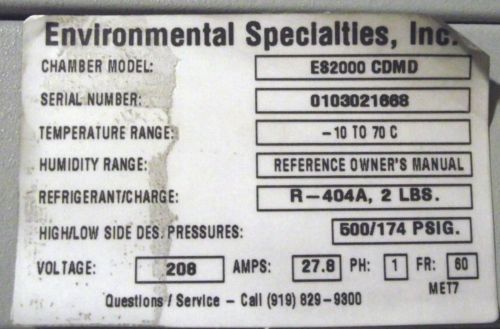 Environmental Specialties, Inc.
CHAMBER MODEL: ES2000 CDMD
SERIAL NUMBER: 0103021668
TEMPERATURE RANGE: -10 TO 70 C
HUMIDITY RANGE: REFERENCE OWNER'S MANUAL
REFRIGERANT/CHARGE: R-404A, 2 LBS.
HIGH/LOW SIDE DES. PRESSURES: 500/174 PSIG.
VOLTAGE: 208 AMPS: 27.8 PH: 1 FR: 60
MET7
Questions / Service - Call (919) 829-9300